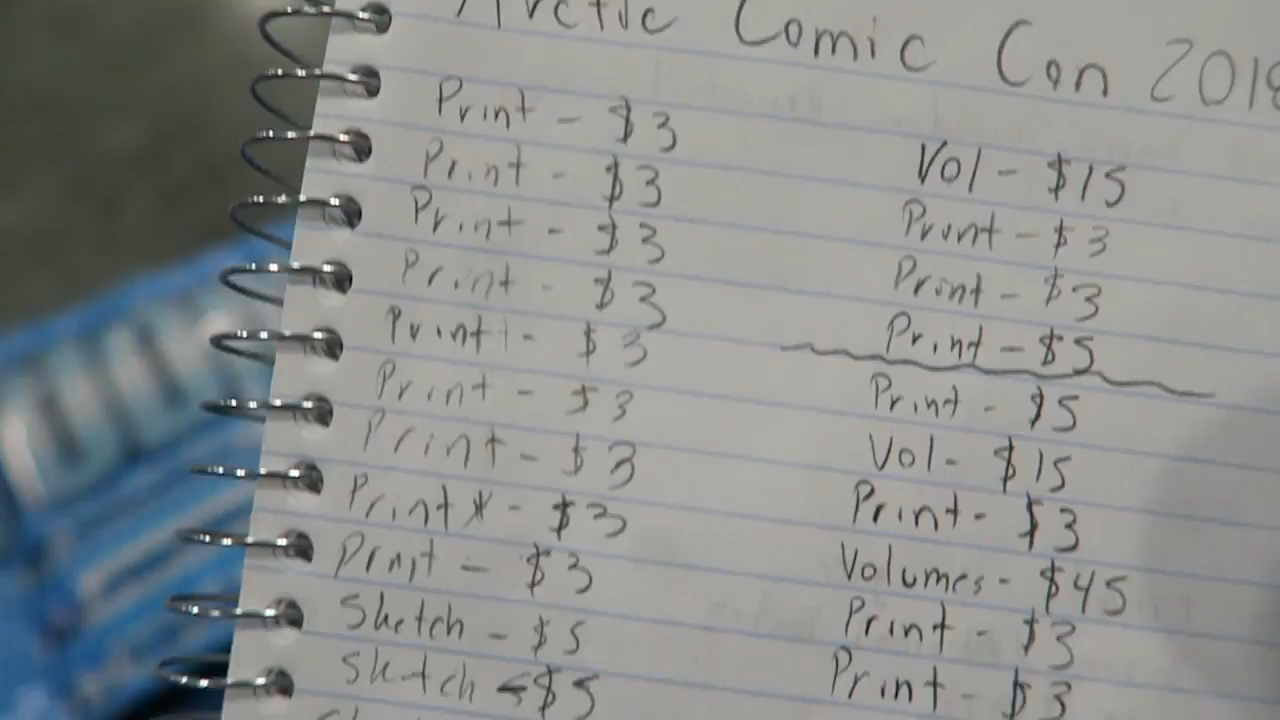 Arctic Comic Con 2018
Print - $3
Print - $3
Print - $3
Print - $3
Print - $3
Print - $3
Print - $3
Print* - $3
Print - $3
Sketch - $5
Sketch - $5
Vol - $15
Print - $3
Print - $3
Print - $5
Print - $5
Vol - $15
Print - $3
Volumes - $45
Print - $3
Print - $3